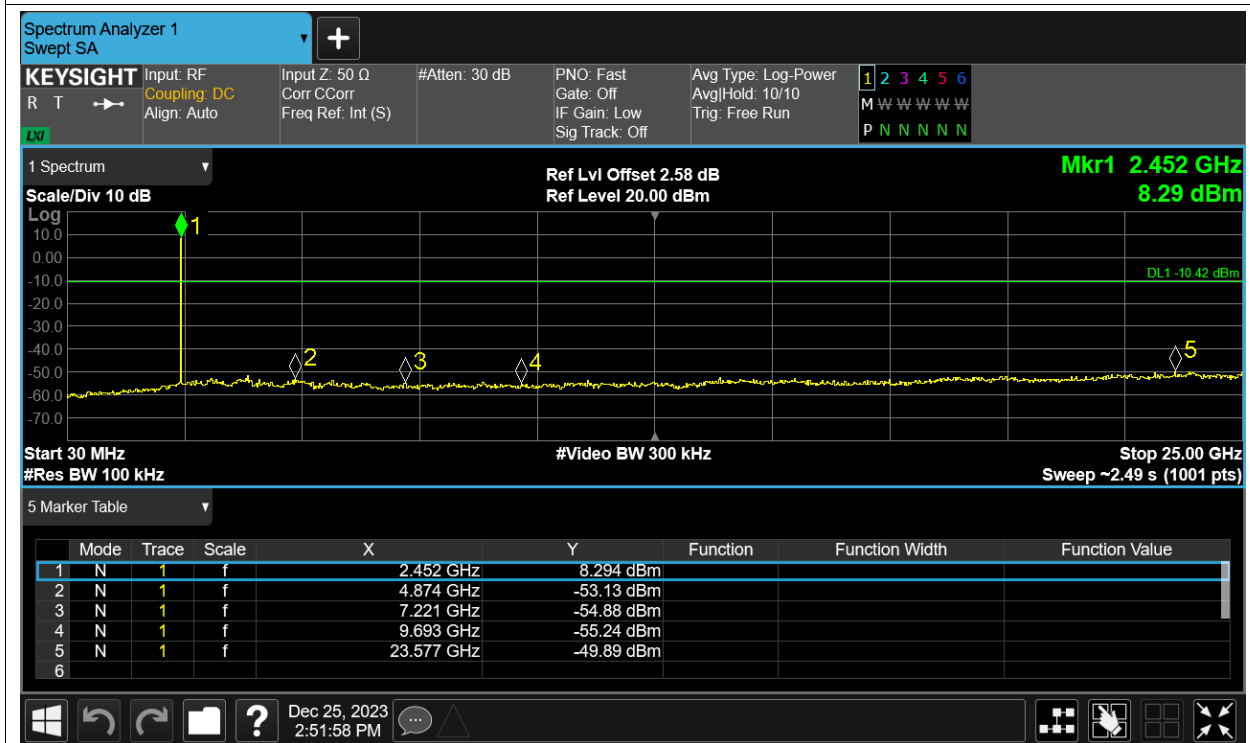 Spectrum Analyzer 1
Swept SA
KEYSIGHT Input: RF Input Z: 50 Ω #Atten: 30 dB PNO: Fast Avg Type: Log-Power 1 2 3 4 5 6
R T Coupling: DC Corr CCorr Gate: Off Avg|Hold: 10/10 M W W W W W
Align: Auto Freq Ref: Int (S) IF Gain: Low Trig: Free Run
LXI Sig Track: Off P N N N N N
1 Spectrum Ref Lvl Offset 2.58 dB Mkr1 2.452 GHz
Scale/Div 10 dB Ref Level 20.00 dBm 8.29 dBm
Log
1
10.0
0.00
DL1 -10.42 dBm
-10.0
-20.0
-30.0
-40.0
2 3 4 5
-50.0
-60.0
-70.0
Start 30 MHz #Video BW 300 kHz Stop 25.00 GHz
#Res BW 100 kHz Sweep ~2.49 s (1001 pts)
5 Marker Table
Mode Trace Scale X Y Function Function Width Function Value
1 N 1 f 2.452 GHz 8.294 dBm
2 N 1 f 4.874 GHz -53.13 dBm
3 N 1 f 7.221 GHz -54.88 dBm
4 N 1 f 9.693 GHz -55.24 dBm
5 N 1 f 23.577 GHz -49.89 dBm
6
? Dec 25, 2023
2:51:58 PM